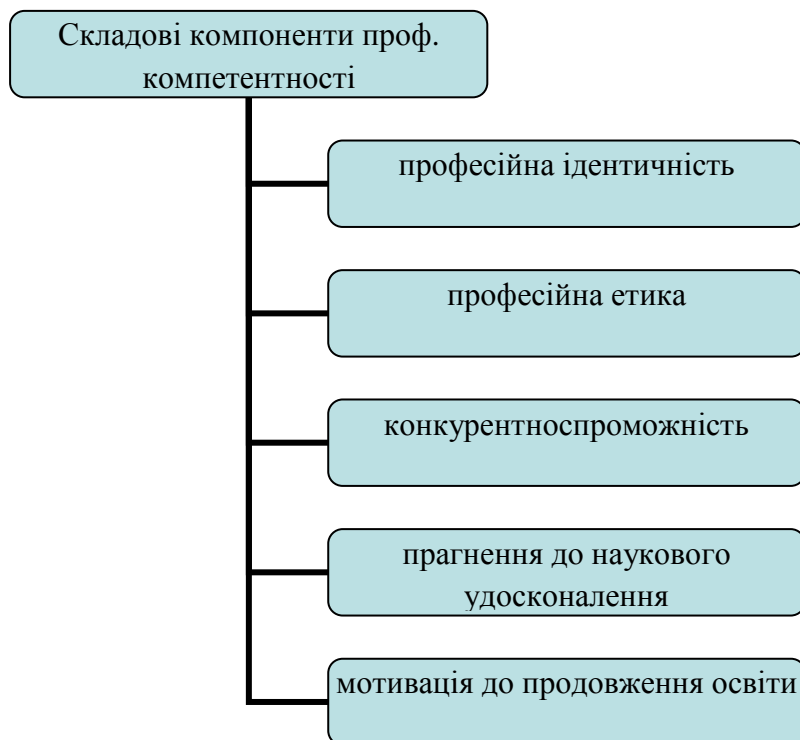 Складові компоненти проф.
компетентності
професійна ідентичність
професійна етика
конкурентноспроможність
прагнення до наукового
удосконалення
мотивація до продовження освіти